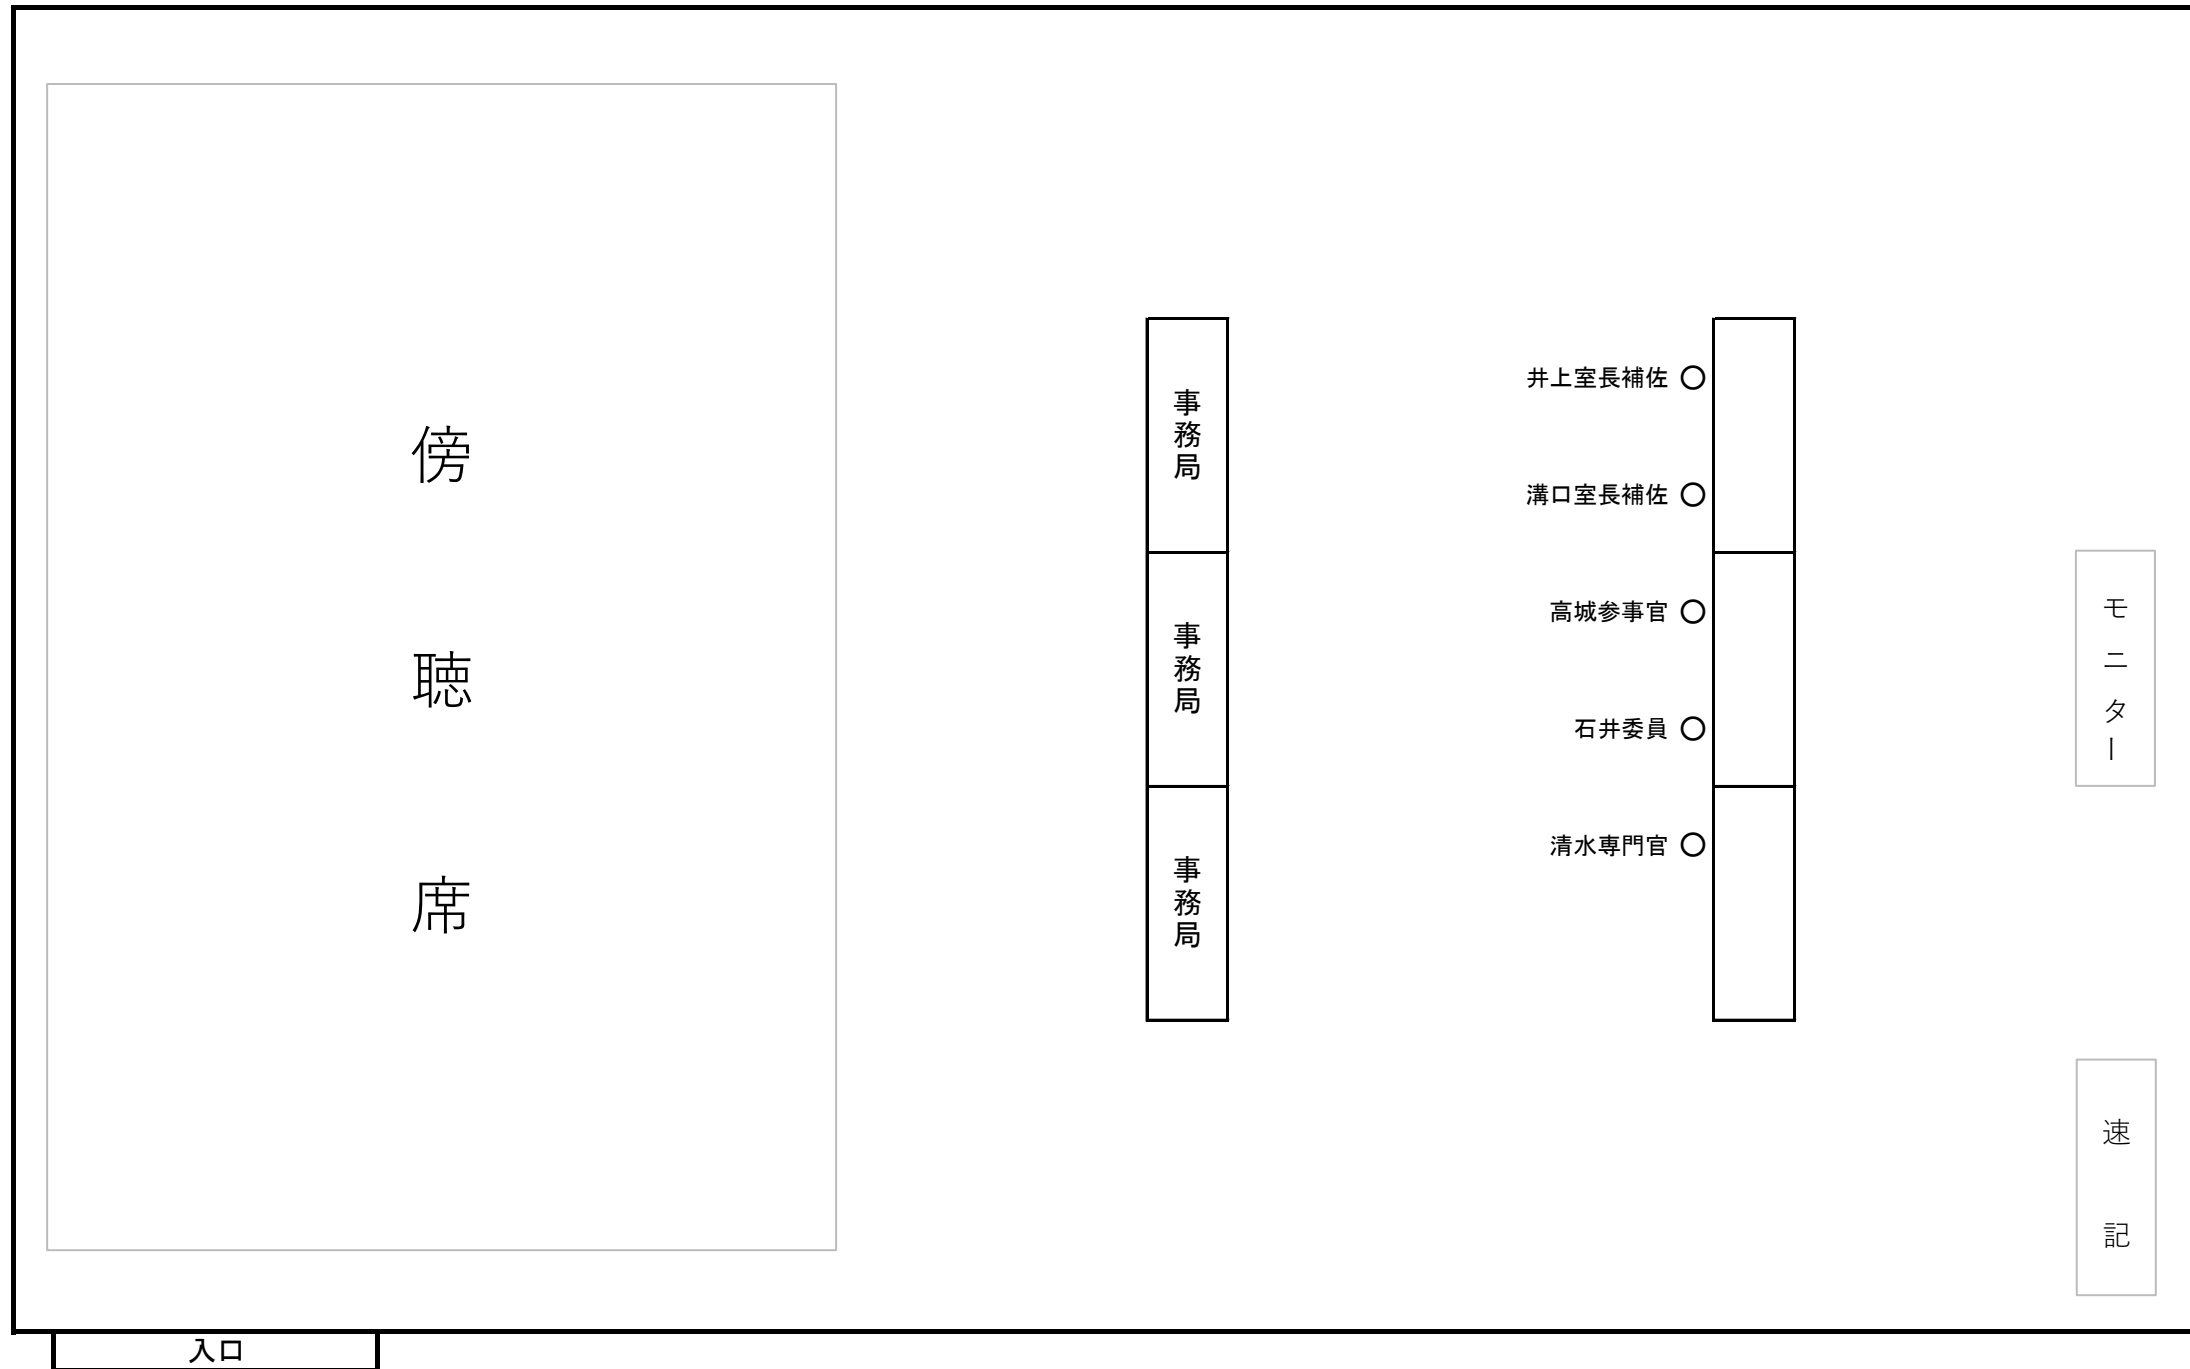 傍聴席
事務局
事務局
事務局
井上室長補佐
溝口室長補佐
高城参事官
石井委員
清水専門官
モニター
速記
入口